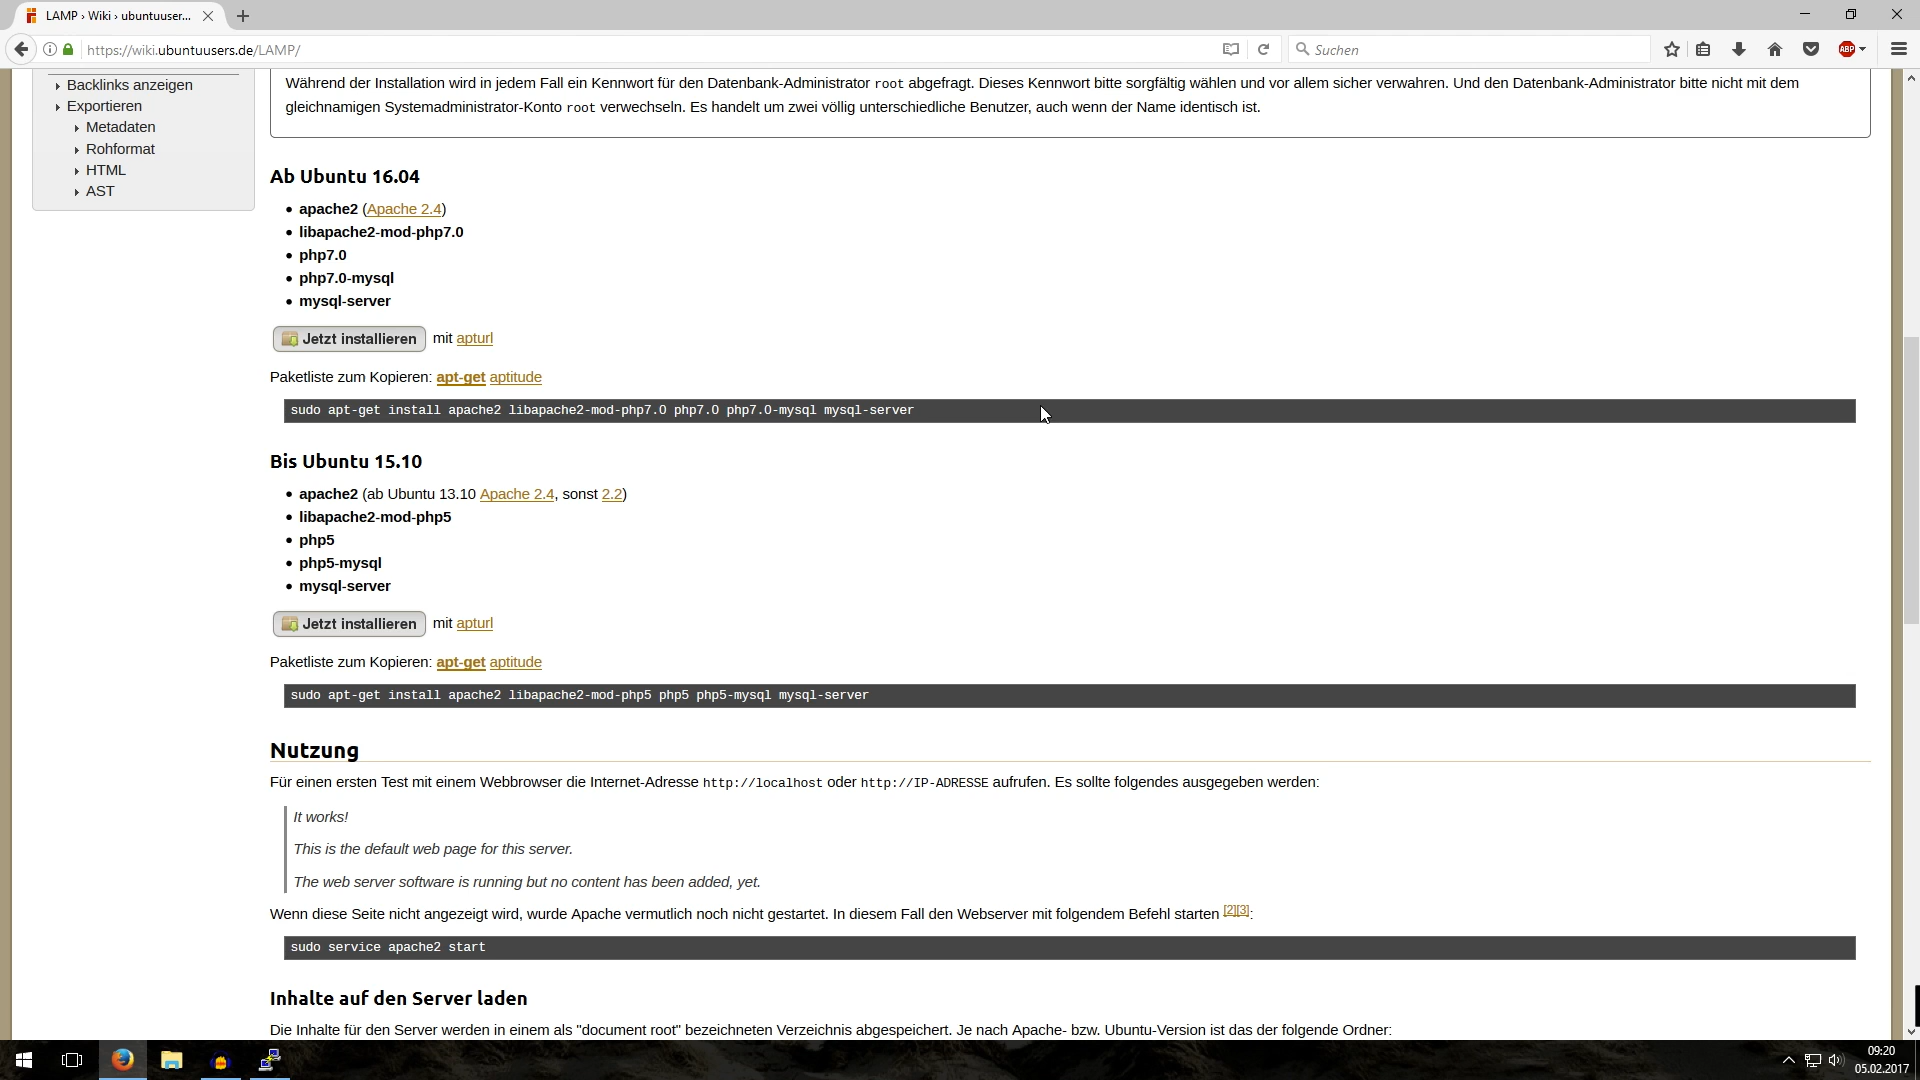 LAMP › Wiki › ubuntuuser...
https://wiki.ubuntuusers.de/LAMP/
Suchen
ABP
Backlinks anzeigen
Exportieren
Metadaten
Rohformat
HTML
AST
Während der Installation wird in jedem Fall ein Kennwort für den Datenbank-Administrator root abgefragt. Dieses Kennwort bitte sorgfältig wählen und vor allem sicher verwahren. Und den Datenbank-Administrator bitte nicht mit dem
gleichnamigen Systemadministrator-Konto root verwechseln. Es handelt um zwei völlig unterschiedliche Benutzer, auch wenn der Name identisch ist.
Ab Ubuntu 16.04
apache2 (Apache 2.4)
libapache2-mod-php7.0
php7.0
php7.0-mysql
mysql-server
Jetzt installieren mit apturl
Paketliste zum Kopieren: apt-get aptitude
sudo apt-get install apache2 libapache2-mod-php7.0 php7.0 php7.0-mysql mysql-server
Bis Ubuntu 15.10
apache2 (ab Ubuntu 13.10 Apache 2.4, sonst 2.2)
libapache2-mod-php5
php5
php5-mysql
mysql-server
Jetzt installieren mit apturl
Paketliste zum Kopieren: apt-get aptitude
sudo apt-get install apache2 libapache2-mod-php5 php5 php5-mysql mysql-server
Nutzung
Für einen ersten Test mit einem Webbrowser die Internet-Adresse http://localhost oder http://IP-ADRESSE aufrufen. Es sollte folgendes ausgegeben werden:
It works!
This is the default web page for this server.
The web server software is running but no content has been added, yet.
Wenn diese Seite nicht angezeigt wird, wurde Apache vermutlich noch nicht gestartet. In diesem Fall den Webserver mit folgendem Befehl starten [2][3]:
sudo service apache2 start
Inhalte auf den Server laden
Die Inhalte für den Server werden in einem als "document root" bezeichneten Verzeichnis abgespeichert. Je nach Apache- bzw. Ubuntu-Version ist das der folgende Ordner:
09:20
05.02.2017